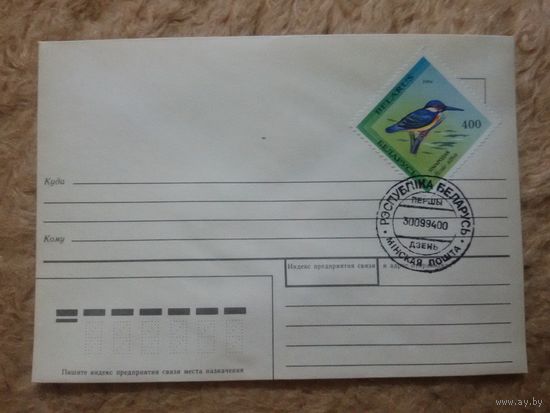 BELARUS
1994
400
БЕЛАРУСЬ
РЭСПУБЛІКА БЕЛАРУСЬ
ПЕРШЫ
30099400
ДЗЕНЬ
МІНСКАЯ ПОШТА
Куда
Кому
Индекс предприятия связи и адрес
Пишите индекс предприятия связи места назначения
www.ay.by